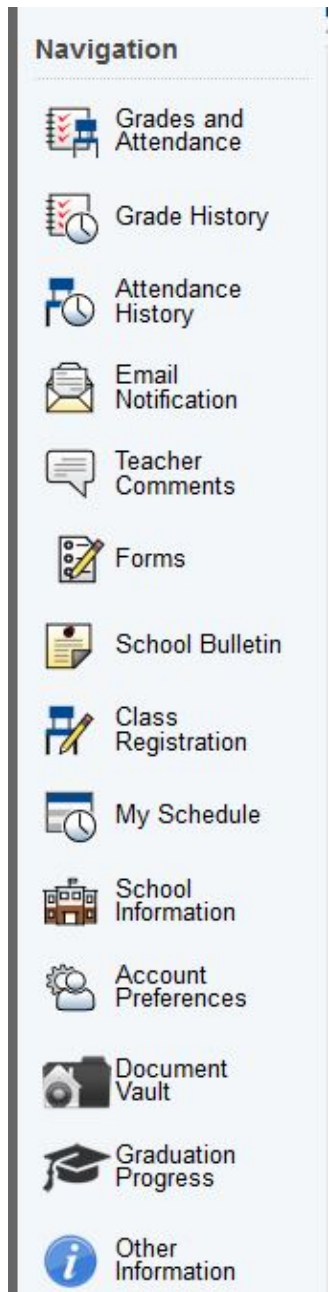 Navigation
Grades and
Attendance
Grade History
Attendance
History
Email
Notification
Teacher
Comments
Forms
School Bulletin
Class
Registration
My Schedule
School
Information
Account
Preferences
Document
Vault
Graduation
Progress
Other
Information